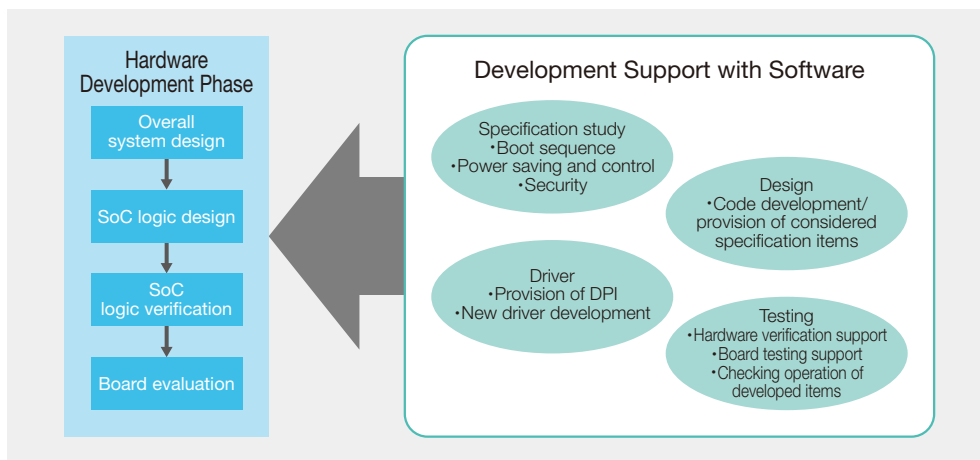 Hardware
Development Phase
Overall
system design
SoC logic design
SoC
logic verification
Board evaluation
Development Support with Software
Specification study
・Boot sequence
・Power saving and control
・Security
Design
・Code development/
provision of considered
specification items
Driver
・Provision of DPI
・New driver development
Testing
・Hardware verification support
・Board testing support
・Checking operation of
developed items